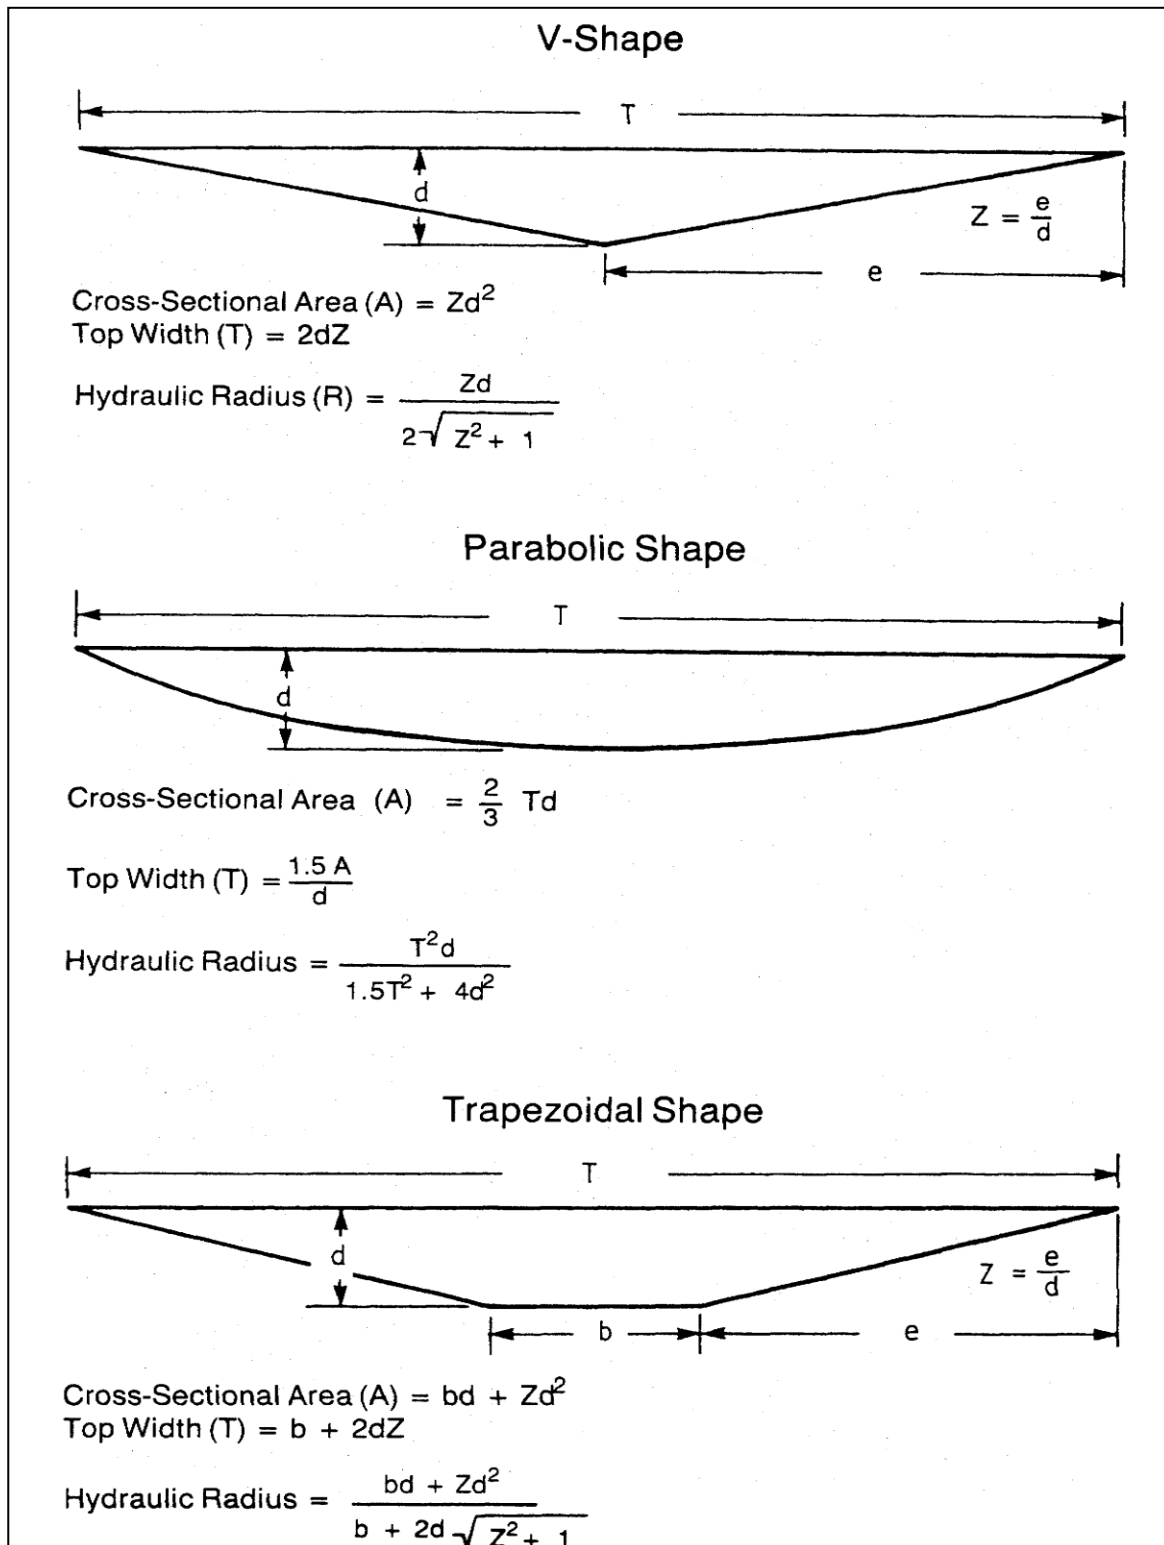 V-Shape
T
d
Z = e/d
e
Cross-Sectional Area (A) = Zd²
Top Width (T) = 2dZ
Hydraulic Radius (R) = Zd / 2√(Z² + 1)
Parabolic Shape
T
d
Cross-Sectional Area (A) = 2/3 Td
Top Width (T) = 1.5 A / d
Hydraulic Radius = T²d / 1.5T² + 4d²
Trapezoidal Shape
T
d
Z = e/d
b
e
Cross-Sectional Area (A) = bd + Zd²
Top Width (T) = b + 2dZ
Hydraulic Radius = bd + Zd² / b + 2d√(Z² + 1)